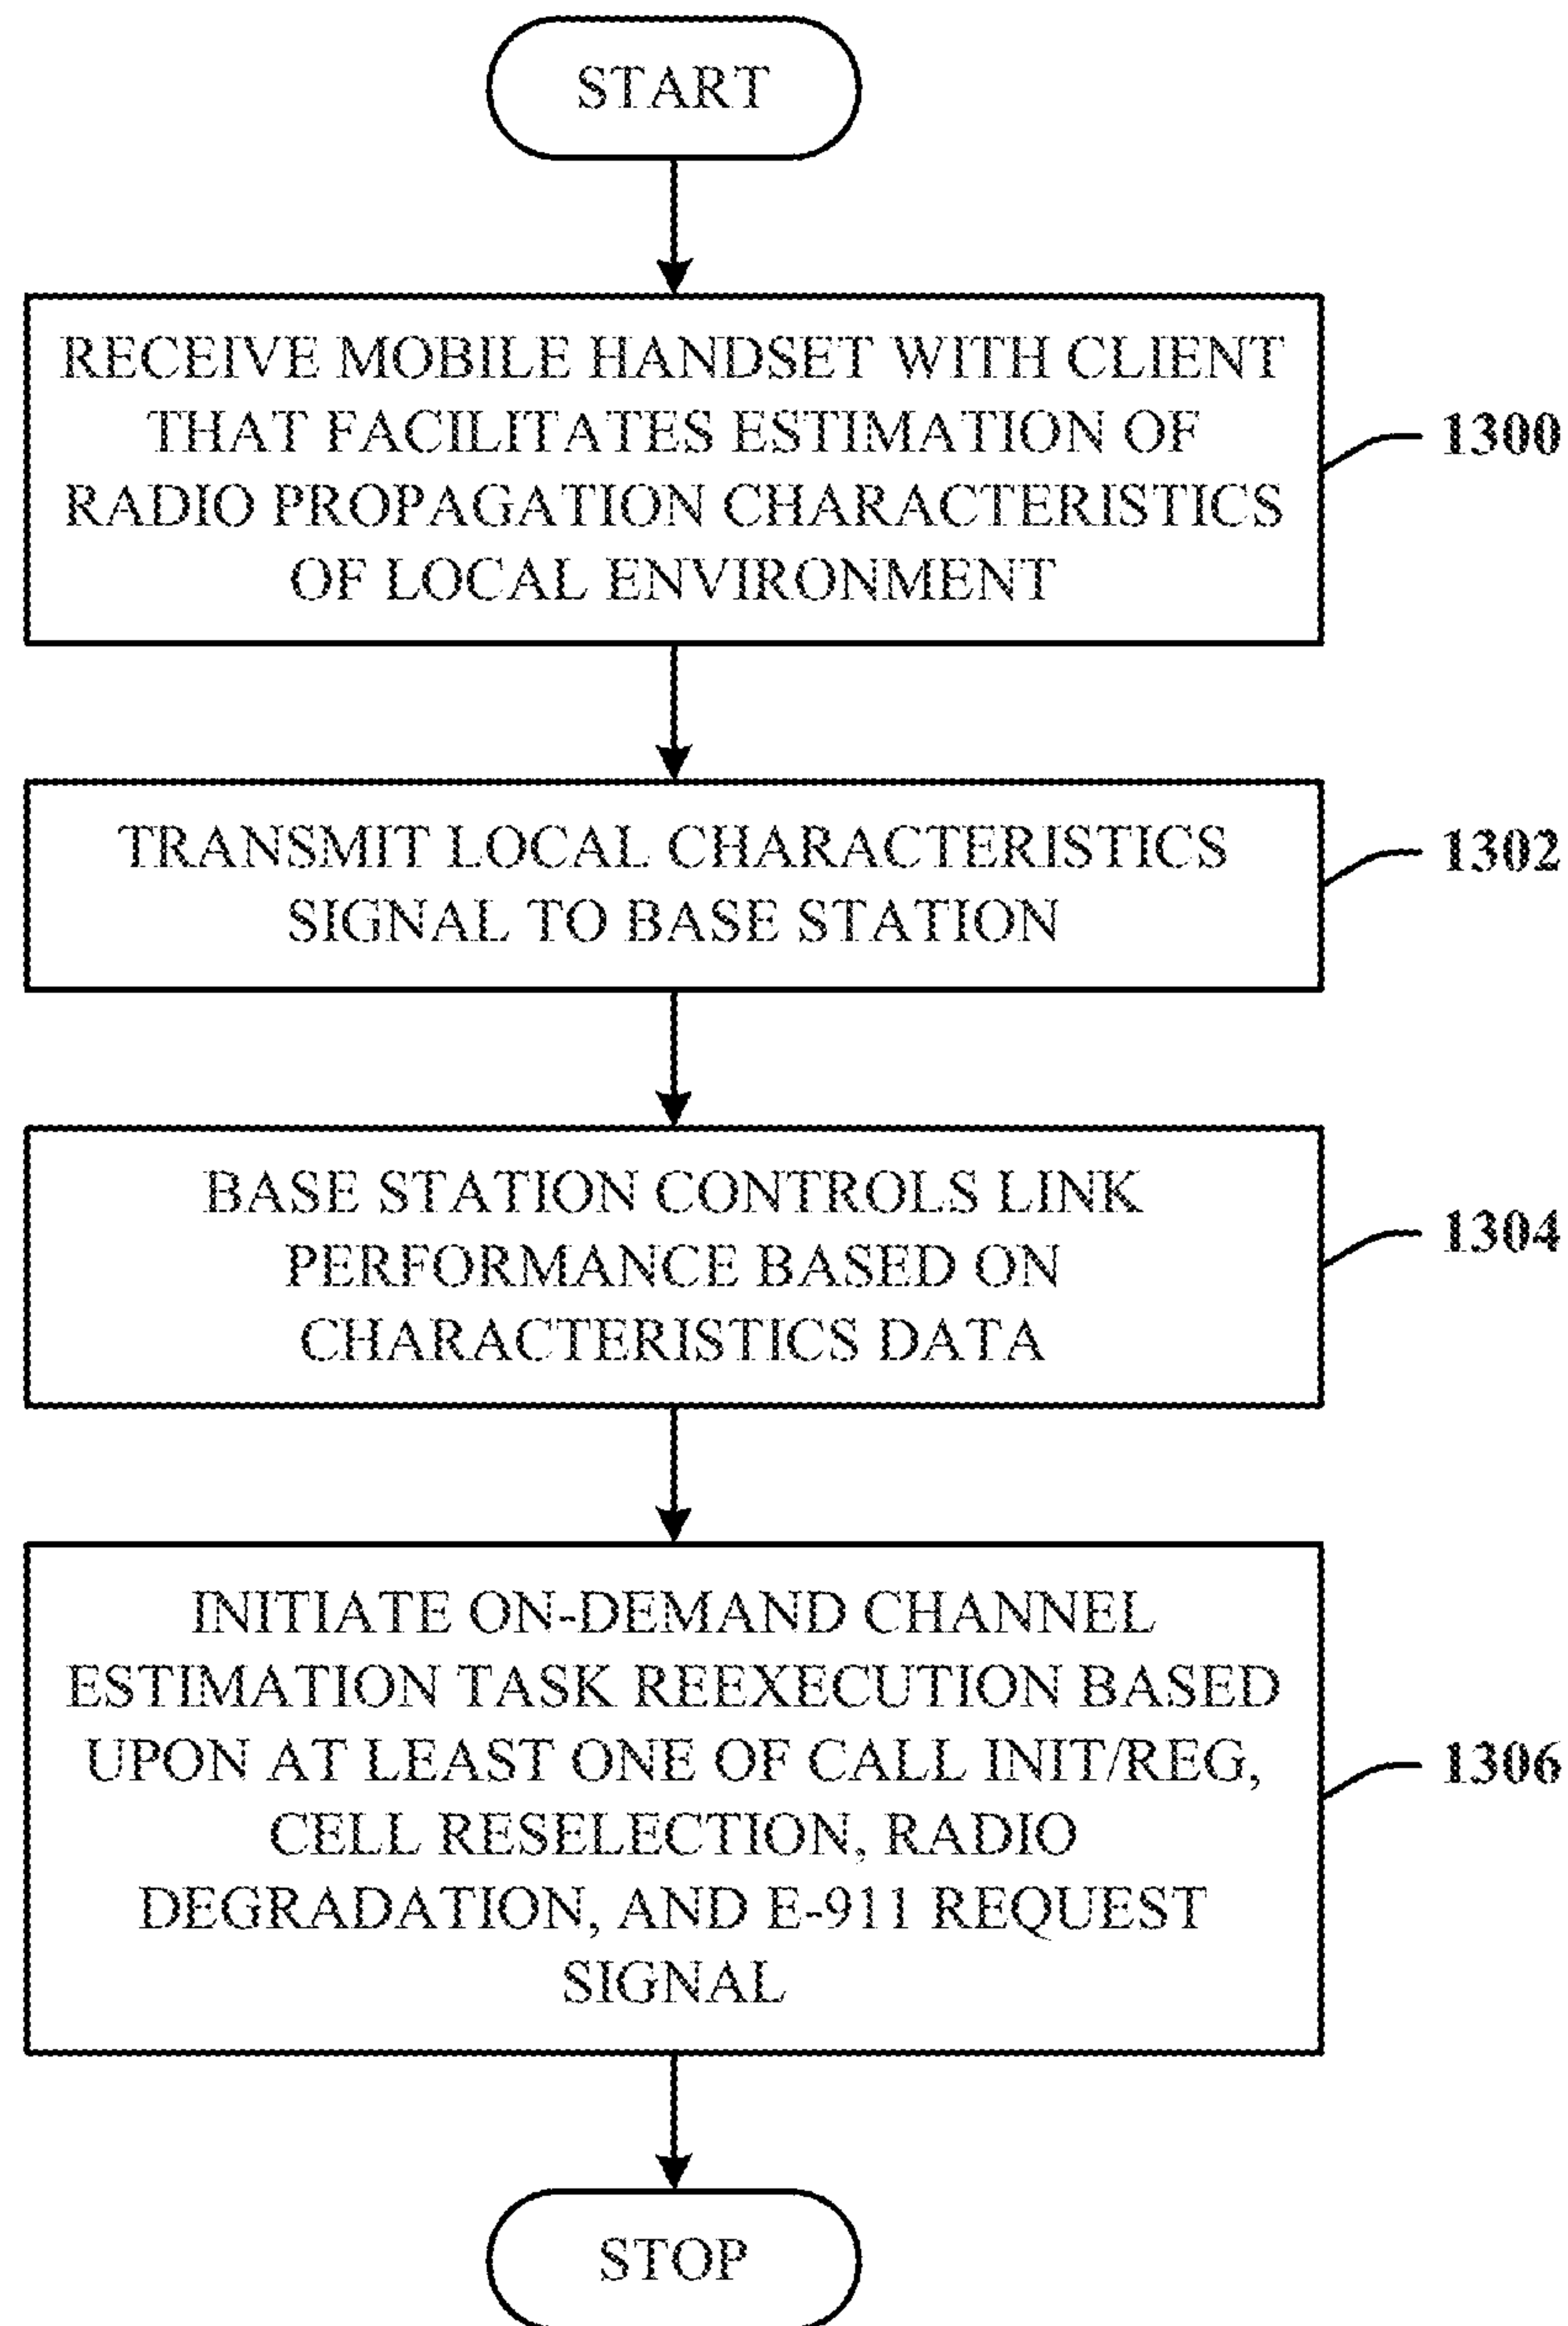 START
RECEIVE MOBILE HANDSET WITH CLIENT
THAT FACILITATES ESTIMATION OF
RADIO PROPAGATION CHARACTERISTICS
OF LOCAL ENVIRONMENT
1300
TRANSMIT LOCAL CHARACTERISTICS
SIGNAL TO BASE STATION
1302
BASE STATION CONTROLS LINK
PERFORMANCE BASED ON
CHARACTERISTICS DATA
1304
INITIATE ON-DEMAND CHANNEL
ESTIMATION TASK REEXECUTION BASED
UPON AT LEAST ONE OF CALL INIT/REG,
CELL RESELECTION, RADIO
DEGRADATION, AND E-911 REQUEST
SIGNAL
1306
STOP